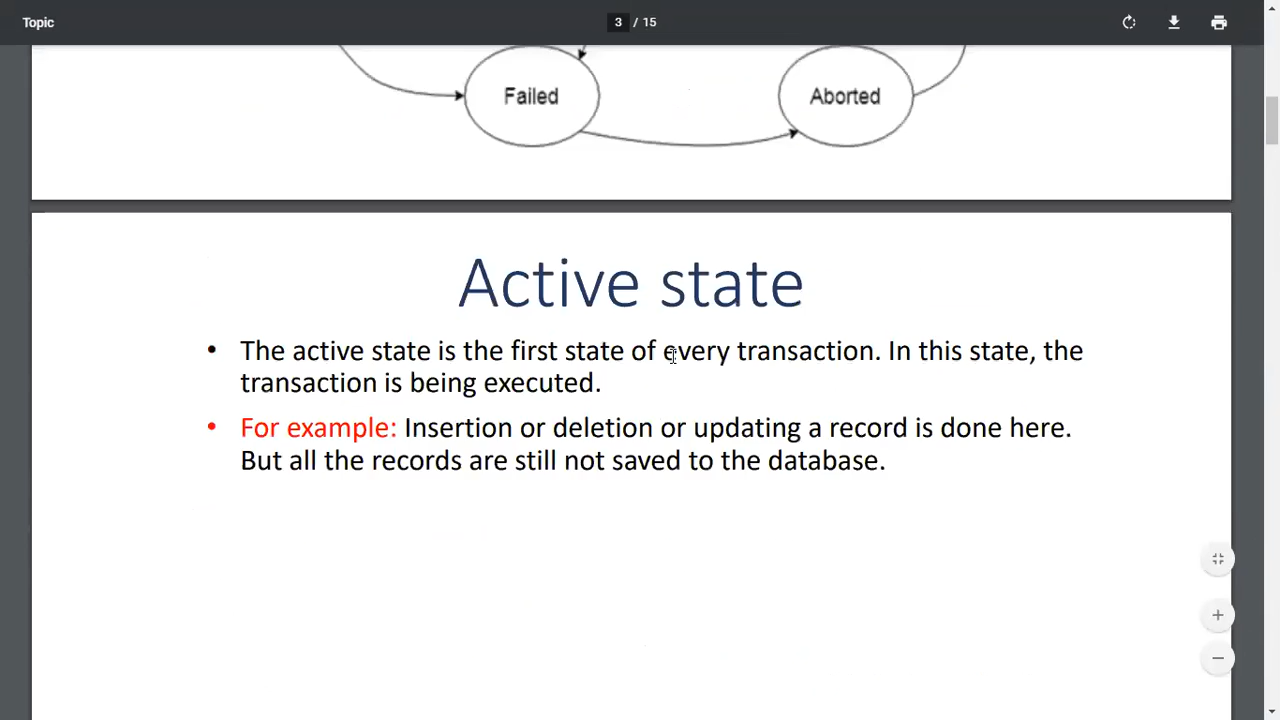 Topic
3 / 15
Failed
Aborted
Active state
• The active state is the first state of every transaction. In this state, the
transaction is being executed.
• For example: Insertion or deletion or updating a record is done here.
But all the records are still not saved to the database.